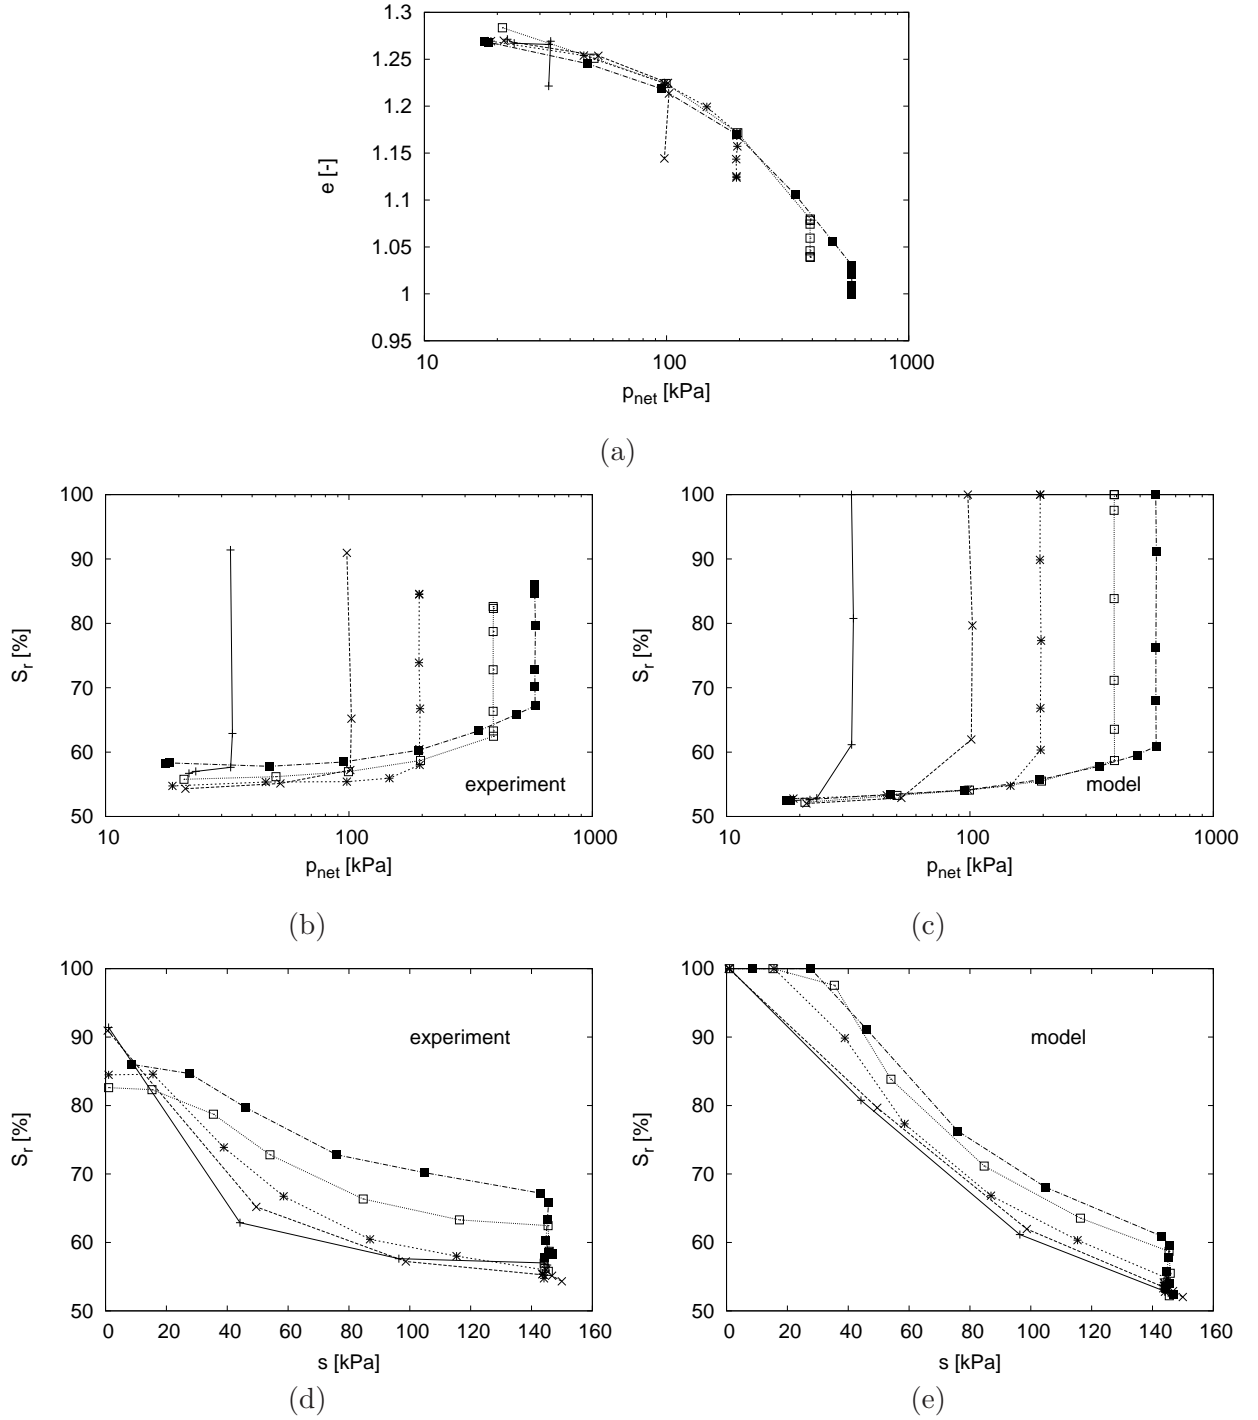 1.3
1.25
1.2
1.15
1.1
1.05
1
0.95
e [-]
10 100 1000
p_net [kPa]
(a)
100
90
80
70
60
50
S_r [%]
experiment
10 100 1000
p_net [kPa]
(b)
100
90
80
70
60
50
S_r [%]
model
10 100 1000
p_net [kPa]
(c)
100
90
80
70
60
50
S_r [%]
experiment
0 20 40 60 80 100 120 140 160
s [kPa]
(d)
100
90
80
70
60
50
S_r [%]
model
0 20 40 60 80 100 120 140 160
s [kPa]
(e)